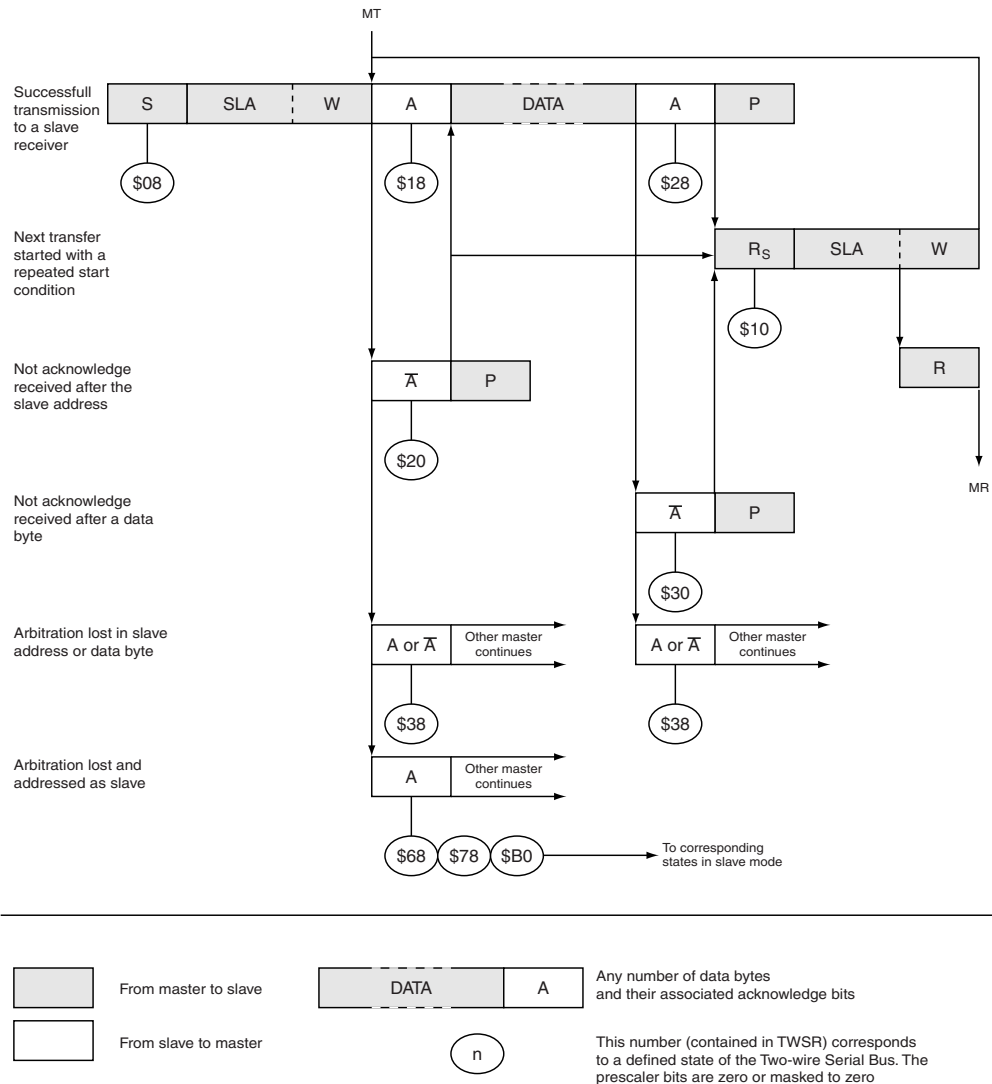 MT
Successfull
transmission
to a slave
receiver
S SLA W A DATA A P
$08 $18 $28
Next transfer
started with a
repeated start
condition
RS SLA W
$10
Not acknowledge
received after the
slave address
A̅ P
R
$20
MR
Not acknowledge
received after a data
byte
A̅ P
$30
Arbitration lost in slave
address or data byte
A or A̅ Other master
continues
A or A̅ Other master
continues
$38 $38
Arbitration lost and
addressed as slave
A Other master
continues
$68 $78 $B0
To corresponding
states in slave mode
From master to slave
DATA A
Any number of data bytes
and their associated acknowledge bits
From slave to master
n
This number (contained in TWSR) corresponds
to a defined state of the Two-wire Serial Bus. The
prescaler bits are zero or masked to zero